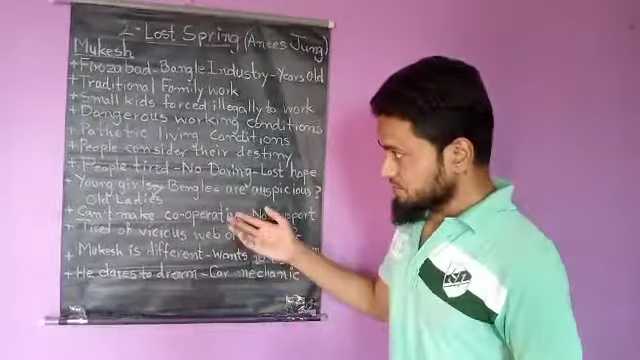 2-Lost Spring (Anees Jung)
Mukesh
+ Firozabad-Bangle Industry-Years Old
+ Traditional Family work
+ Small kids forced illegally to work
+ Dangerous working conditions
+ Pathetic living conditions
+ People consider their destiny
+ People tired-No Daring-Lost hope
+ Young girls Bangles are auspicious?
Old Ladies
+ Can't make co-operative No support
+ Tired of vicious web of
+ Mukesh is different-wants to
+ He dares to dream-Car mechanic